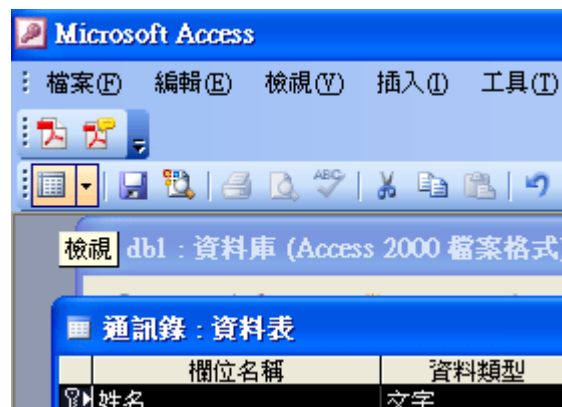 Microsoft Access
檔案(F) 編輯(E) 檢視(V) 插入(I) 工具(T)
ABC
檢視 db1 : 資料庫 (Access 2000 檔案格式)
通訊錄 : 資料表
欄位名稱 資料類型
姓名 文字